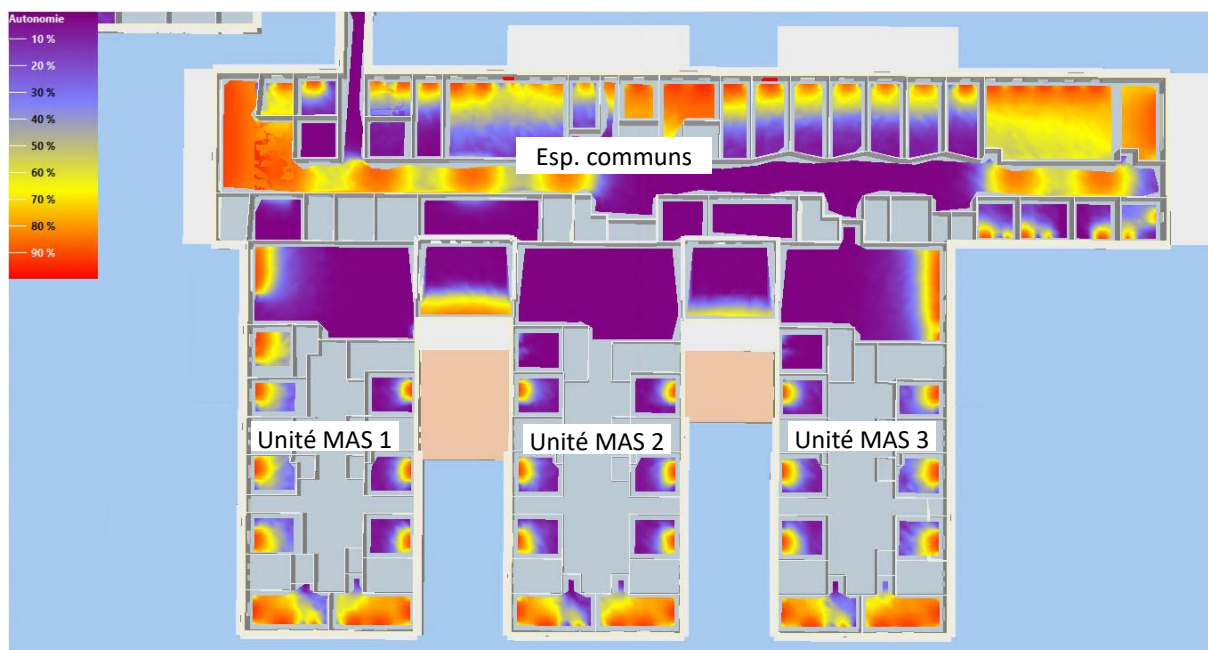 Autonomie
10 %
20 %
30 %
40 %
50 %
60 %
70 %
80 %
90 %
Esp. communs
Unité MAS 1
Unité MAS 2
Unité MAS 3